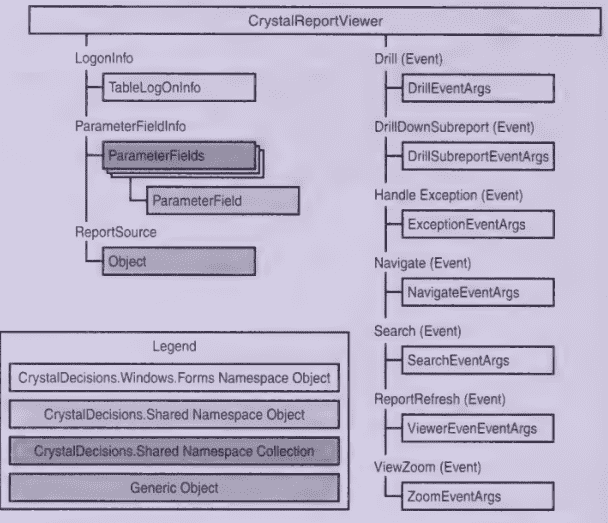 CrystalReportViewer
LogonInfo
TableLogOnInfo
ParameterFieldInfo
ParameterFields
ParameterField
ReportSource
Object
Drill (Event)
DrillEventArgs
DrillDownSubreport (Event)
DrillSubreportEventArgs
Handle Exception (Event)
ExceptionEventArgs
Navigate (Event)
NavigateEventArgs
Search (Event)
SearchEventArgs
ReportRefresh (Event)
ViewerEvenEventArgs
ViewZoom (Event)
ZoomEventArgs
Legend
CrystalDecisions.Windows.Forms Namespace Object
CrystalDecisions.Shared Namespace Object
CrystalDecisions.Shared Namespace Collection
Generic Object